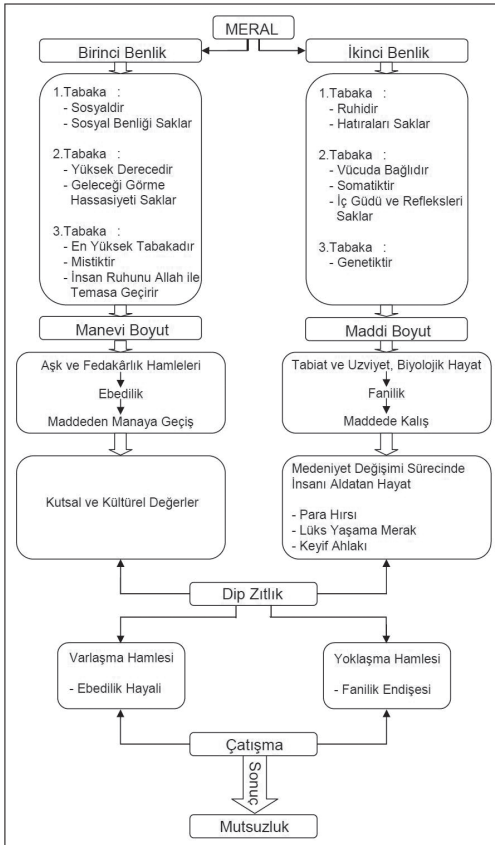 MERAL
Birinci Benlik
İkinci Benlik
1.Tabaka :
- Sosyaldir
- Sosyal Benliği Saklar
2.Tabaka :
- Yüksek Derecedir
- Geleceği Görme
Hassasiyeti Saklar
3.Tabaka :
- En Yüksek Tabakadır
- Mistiktir
- İnsan Ruhunu Allah ile
Temasa Geçirir
1.Tabaka :
- Ruhidir
- Hatıraları Saklar
2.Tabaka :
- Vücuda Bağlıdır
- Somatiktir
- İç Güdü ve Refleksleri
Saklar
3.Tabaka :
- Genetiktir
Manevi Boyut
Maddi Boyut
Aşk ve Fedakârlık Hamleleri
Ebedilik
Maddeden Manaya Geçiş
Tabiat ve Uzviyet, Biyolojik Hayat
Fanilik
Maddede Kalış
Kutsal ve Kültürel Değerler
Medeniyet Değişimi Sürecinde
İnsanı Aldatan Hayat
- Para Hırsı
- Lüks Yaşama Merak
- Keyif Ahlakı
Dip Zıtlık
Varlaşma Hamlesi
- Ebedilik Hayali
Yoklaşma Hamlesi
- Fanilik Endişesi
Çatışma
Sonuç
Mutsuzluk